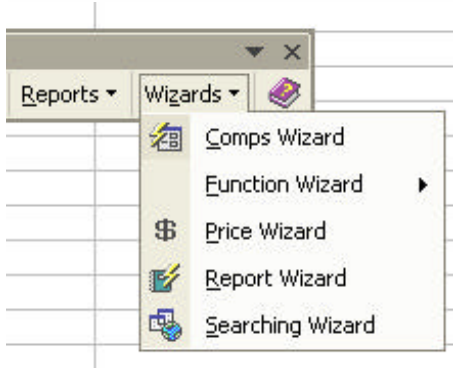 Reports Wizards
Comps Wizard
Function Wizard
Price Wizard
Report Wizard
Searching Wizard